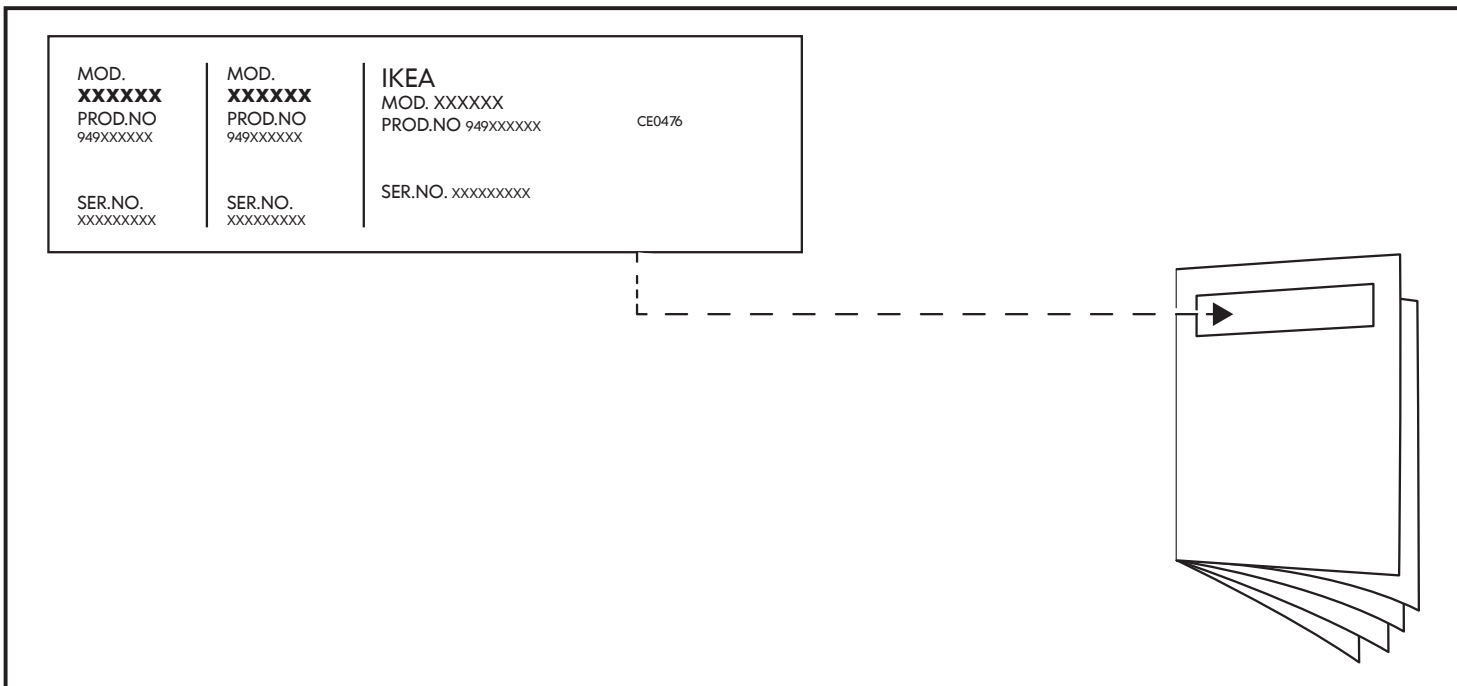 MOD.
XXXXXX
PROD.NO
949XXXXXX
SER.NO.
XXXXXXXXX
MOD.
XXXXXX
PROD.NO
949XXXXXX
SER.NO.
XXXXXXXXX
IKEA
MOD. XXXXXX
PROD.NO 949XXXXXX
CE0476
SER.NO. XXXXXXXXX